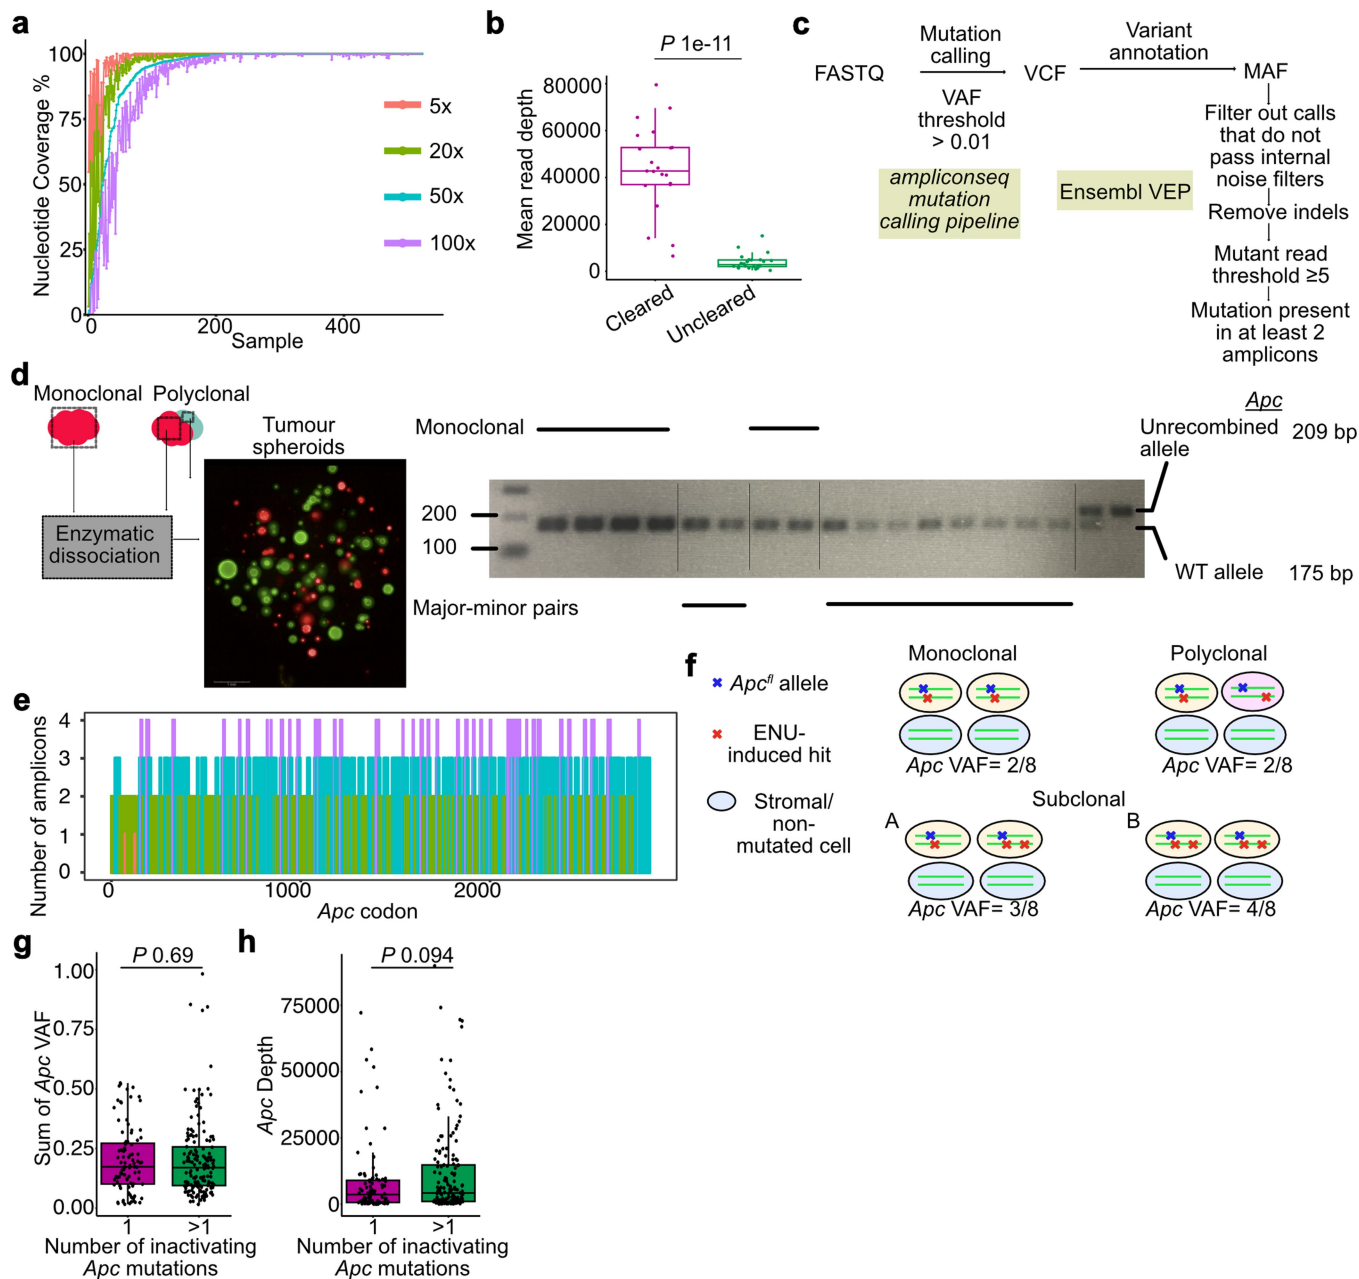 a
Nucleotide Coverage %
100
75
50
25
0
0
200
400
Sample
5x
20x
50x
100x
b
P 1e-11
Mean read depth
80000
60000
40000
20000
0
Cleared
Uncleared
c
FASTQ
Mutation
calling
VAF
threshold
> 0.01
ampliconseq
mutation
calling pipeline
VCF
Variant
annotation
Ensembl VEP
MAF
Filter out calls
that do not
pass internal
noise filters
Remove indels
Mutant read
threshold ≥5
Mutation present
in at least 2
amplicons
d
Monoclonal
Polyclonal
Enzymatic
dissociation
Tumour
spheroids
Monoclonal
200
100
Major-minor pairs
Apc
Unrecombined
allele
209 bp
WT allele
175 bp
e
Number of amplicons
4
3
2
1
0
0
1000
2000
Apc codon
f
Apcfl allele
ENU-
induced hit
Stromal/
non-
mutated cell
Monoclonal
Apc VAF= 2/8
Polyclonal
Apc VAF= 2/8
Subclonal
A
Apc VAF= 3/8
B
Apc VAF= 4/8
g
P 0.69
Sum of Apc VAF
1.00
0.75
0.50
0.25
0.00
1
>1
Number of inactivating
Apc mutations
h
P 0.094
Apc Depth
75000
50000
25000
0
1
>1
Number of inactivating
Apc mutations